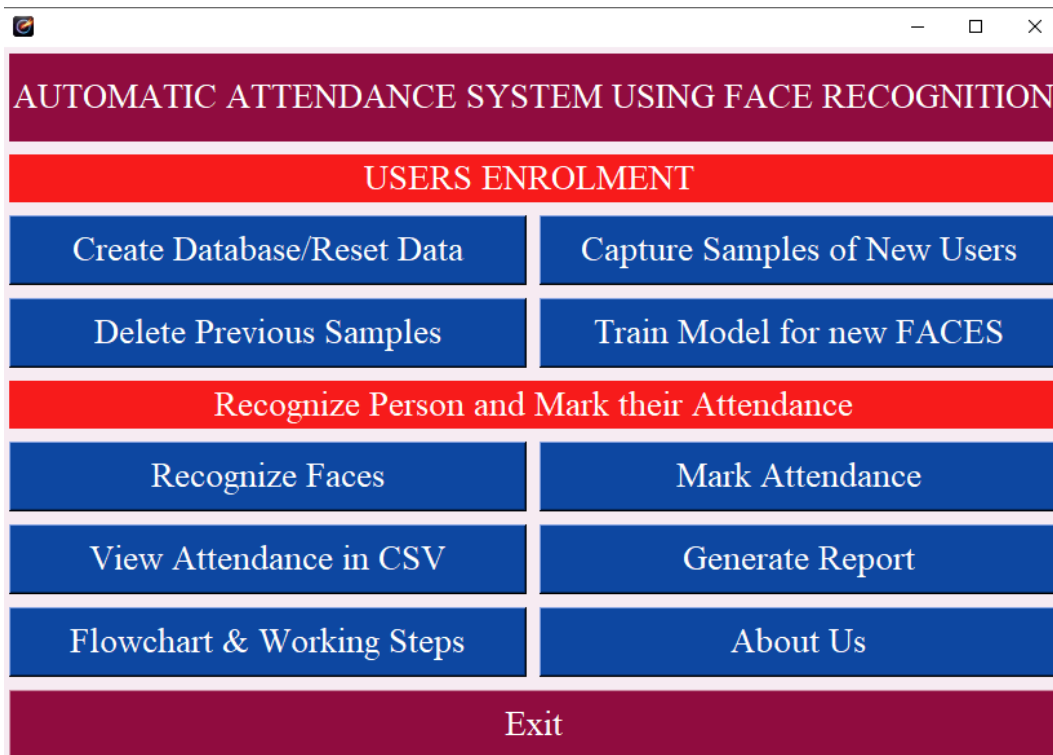 AUTOMATIC ATTENDANCE SYSTEM USING FACE RECOGNITION
USERS ENROLMENT
Create Database/Reset Data
Capture Samples of New Users
Delete Previous Samples
Train Model for new FACES
Recognize Person and Mark their Attendance
Recognize Faces
Mark Attendance
View Attendance in CSV
Generate Report
Flowchart & Working Steps
About Us
Exit